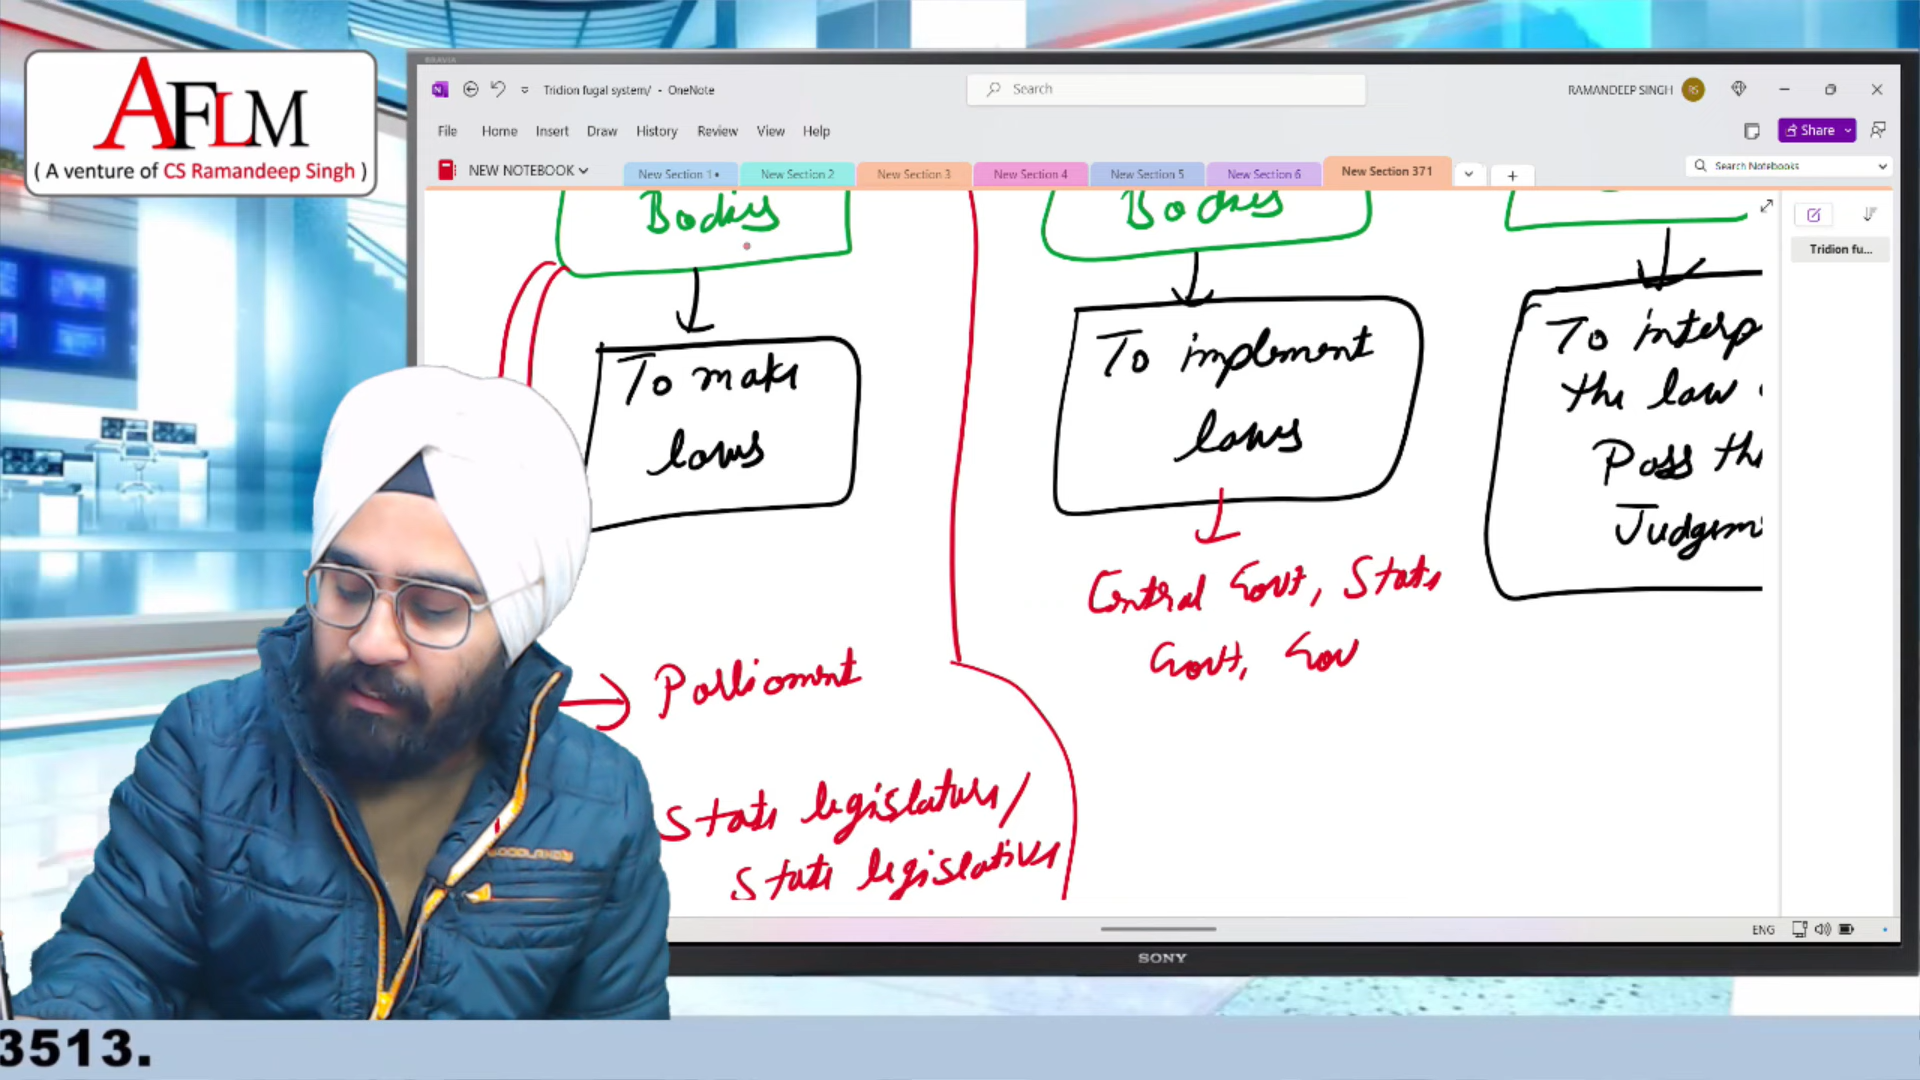 AFLM
( A venture of CS Ramandeep Singh )
BRAVIA
Tridion fugal system/ - OneNote
Search
RAMANDEEP SINGH
RS
File Home Insert Draw History Review View Help
Share
NEW NOTEBOOK
New Section 1
New Section 2
New Section 3
New Section 4
New Section 5
New Section 6
New Section 371
Search Notebooks
Tridion fu...
Bodies
To make
laws
Parliament
State legislature/
State legislative
Bodies
To implement
laws
Central Govt, State
Govt, Gov
To interp
the law
Pass th
Judgem
WOODLAND
ENG
SONY
3513.